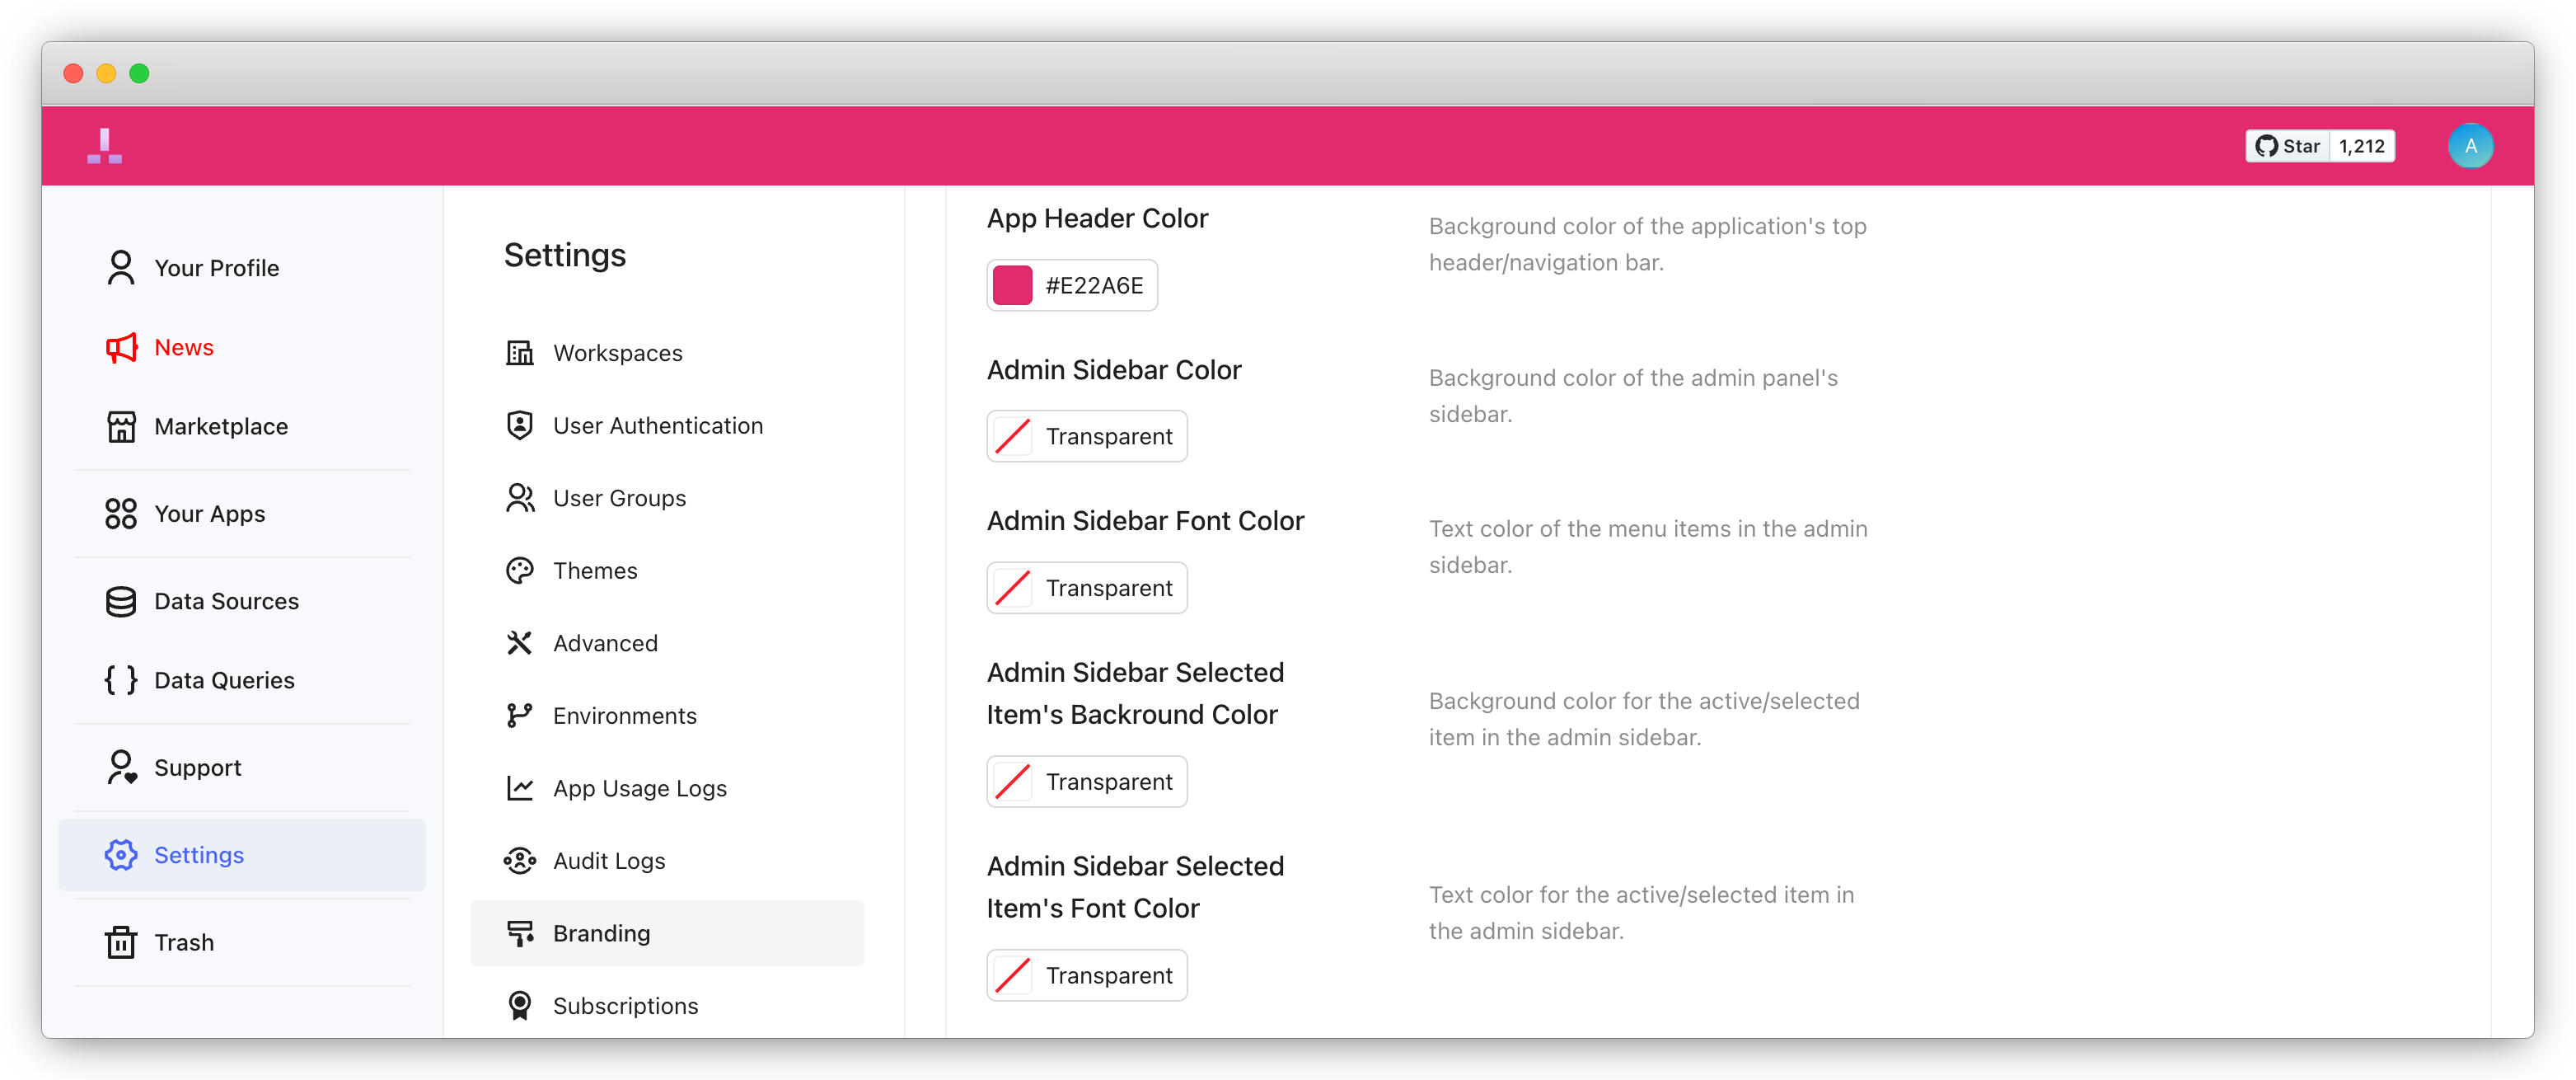 Star 1,212
A
Your Profile
News
Marketplace
Your Apps
Data Sources
Data Queries
Support
Settings
Trash
Settings
Workspaces
User Authentication
User Groups
Themes
Advanced
Environments
App Usage Logs
Audit Logs
Branding
Subscriptions
App Header Color
#E22A6E
Background color of the application's top
header/navigation bar.
Admin Sidebar Color
Transparent
Background color of the admin panel's
sidebar.
Admin Sidebar Font Color
Transparent
Text color of the menu items in the admin
sidebar.
Admin Sidebar Selected
Item's Backround Color
Transparent
Background color for the active/selected
item in the admin sidebar.
Admin Sidebar Selected
Item's Font Color
Transparent
Text color for the active/selected item in
the admin sidebar.